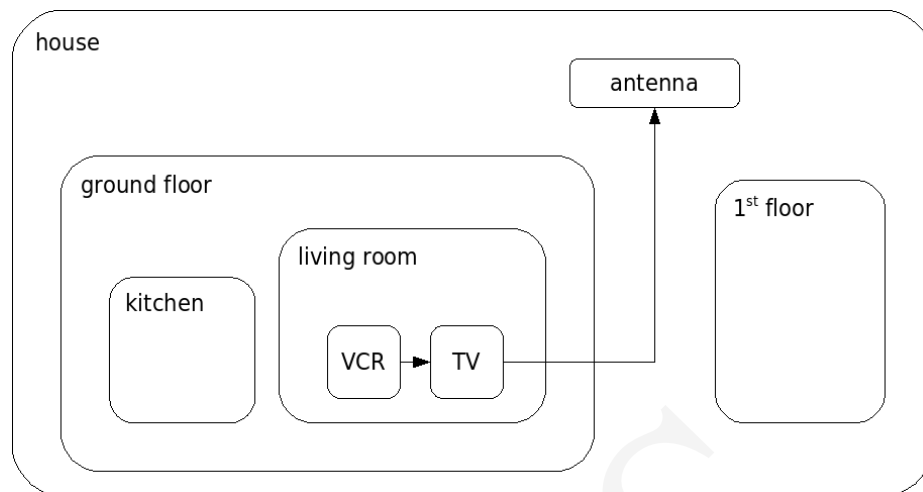 house
antenna
ground floor
1st floor
living room
kitchen
VCR
TV